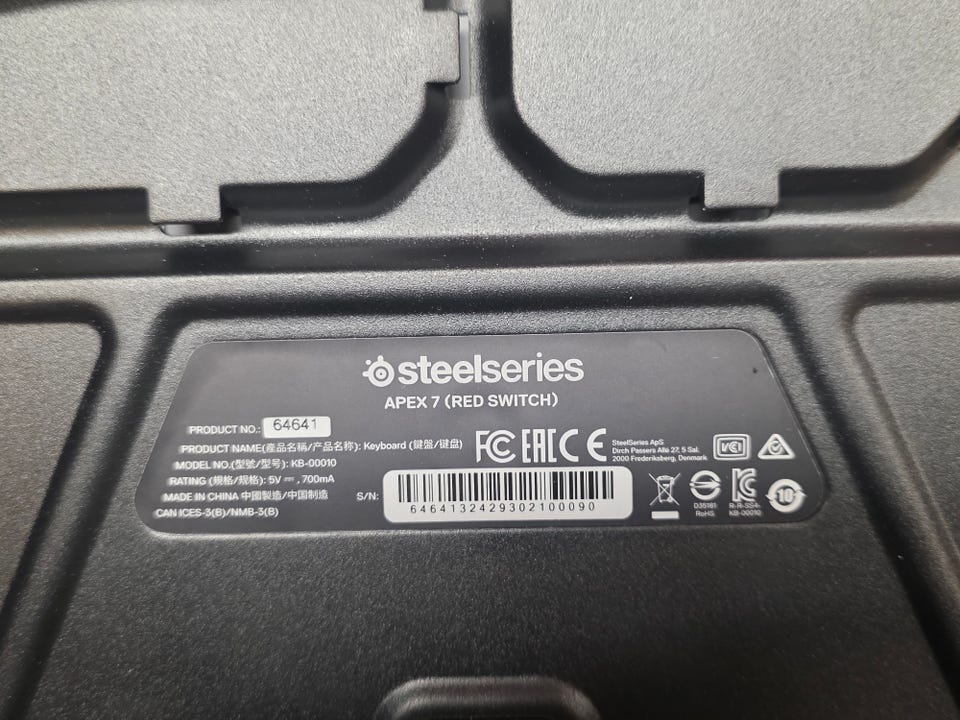 steelseries
APEX 7 (RED SWITCH)
PRODUCT NO.: 64641
PRODUCT NAME(產品名稱/产品名称): Keyboard (鍵盤/键盘)
MODEL NO.(型號/型号): KB-00010
RATING (規格/规格): 5V ⎓, 700mA
MADE IN CHINA 中國製造/中国制造
CAN ICES-3(B)/NMB-3(B)
S/N:
6464132429302100090
FC EAC CE
SteelSeries ApS
Dirch Passers Alle 27, 5 Sal.
2000 Frederiksberg, Denmark
VCI
D35161
RoHS
R-R-SS4-
KB-00010
10